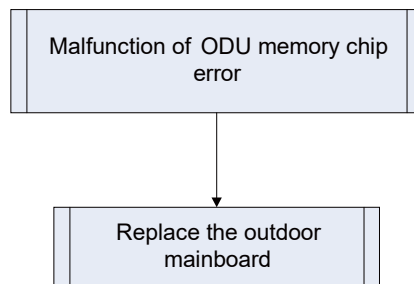 Malfunction of ODU memory chip
error
Replace the outdoor
mainboard